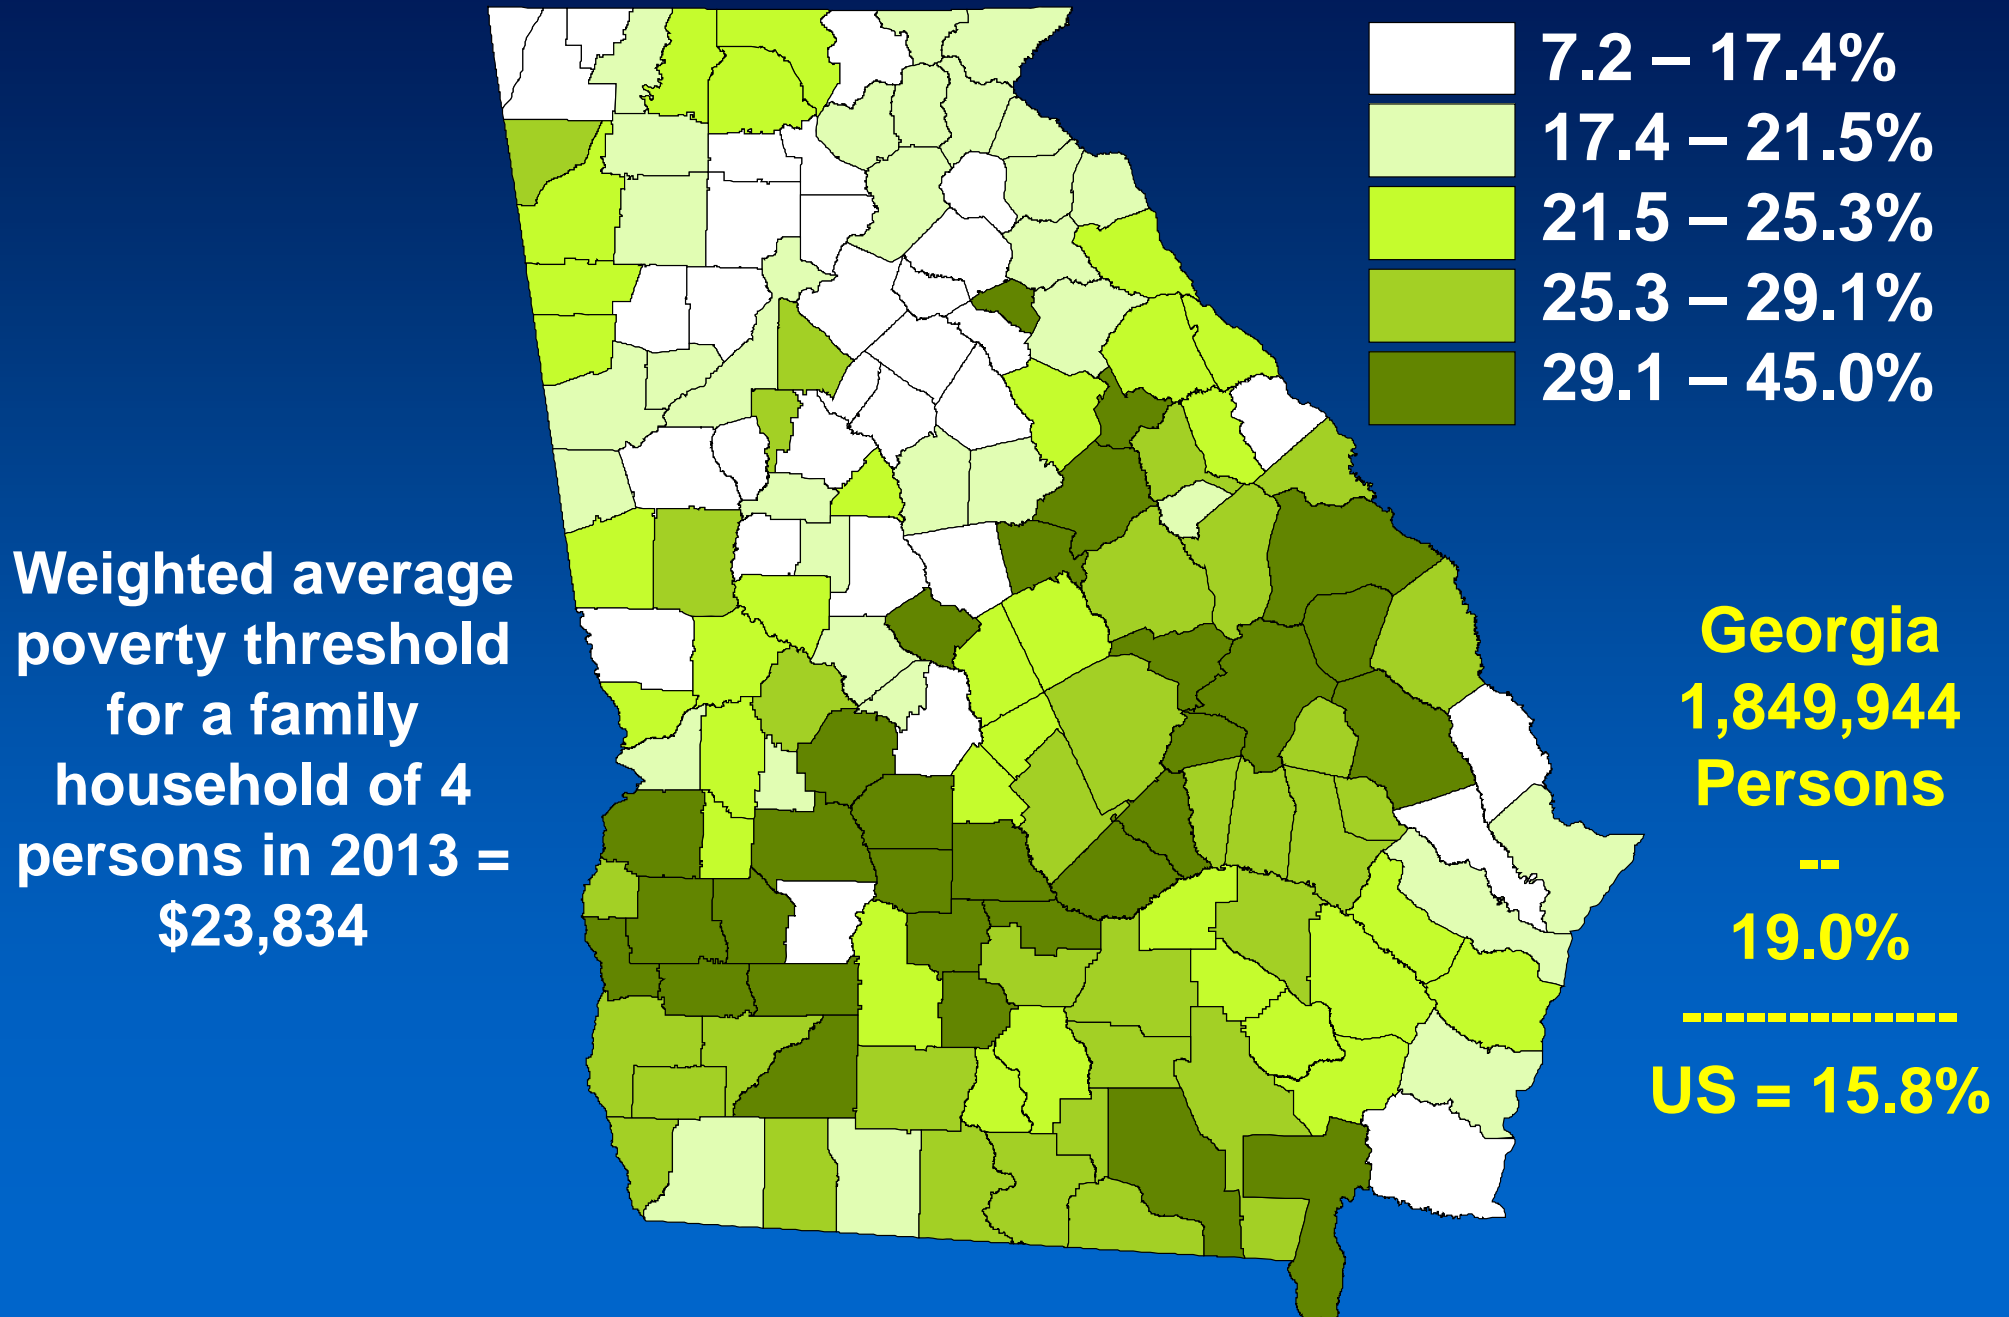 7.2 – 17.4%
17.4 – 21.5%
21.5 – 25.3%
25.3 – 29.1%
29.1 – 45.0%
Weighted average
poverty threshold
for a family
household of 4
persons in 2013 =
$23,834
Georgia
1,849,944
Persons
--
19.0%
-------------
US = 15.8%